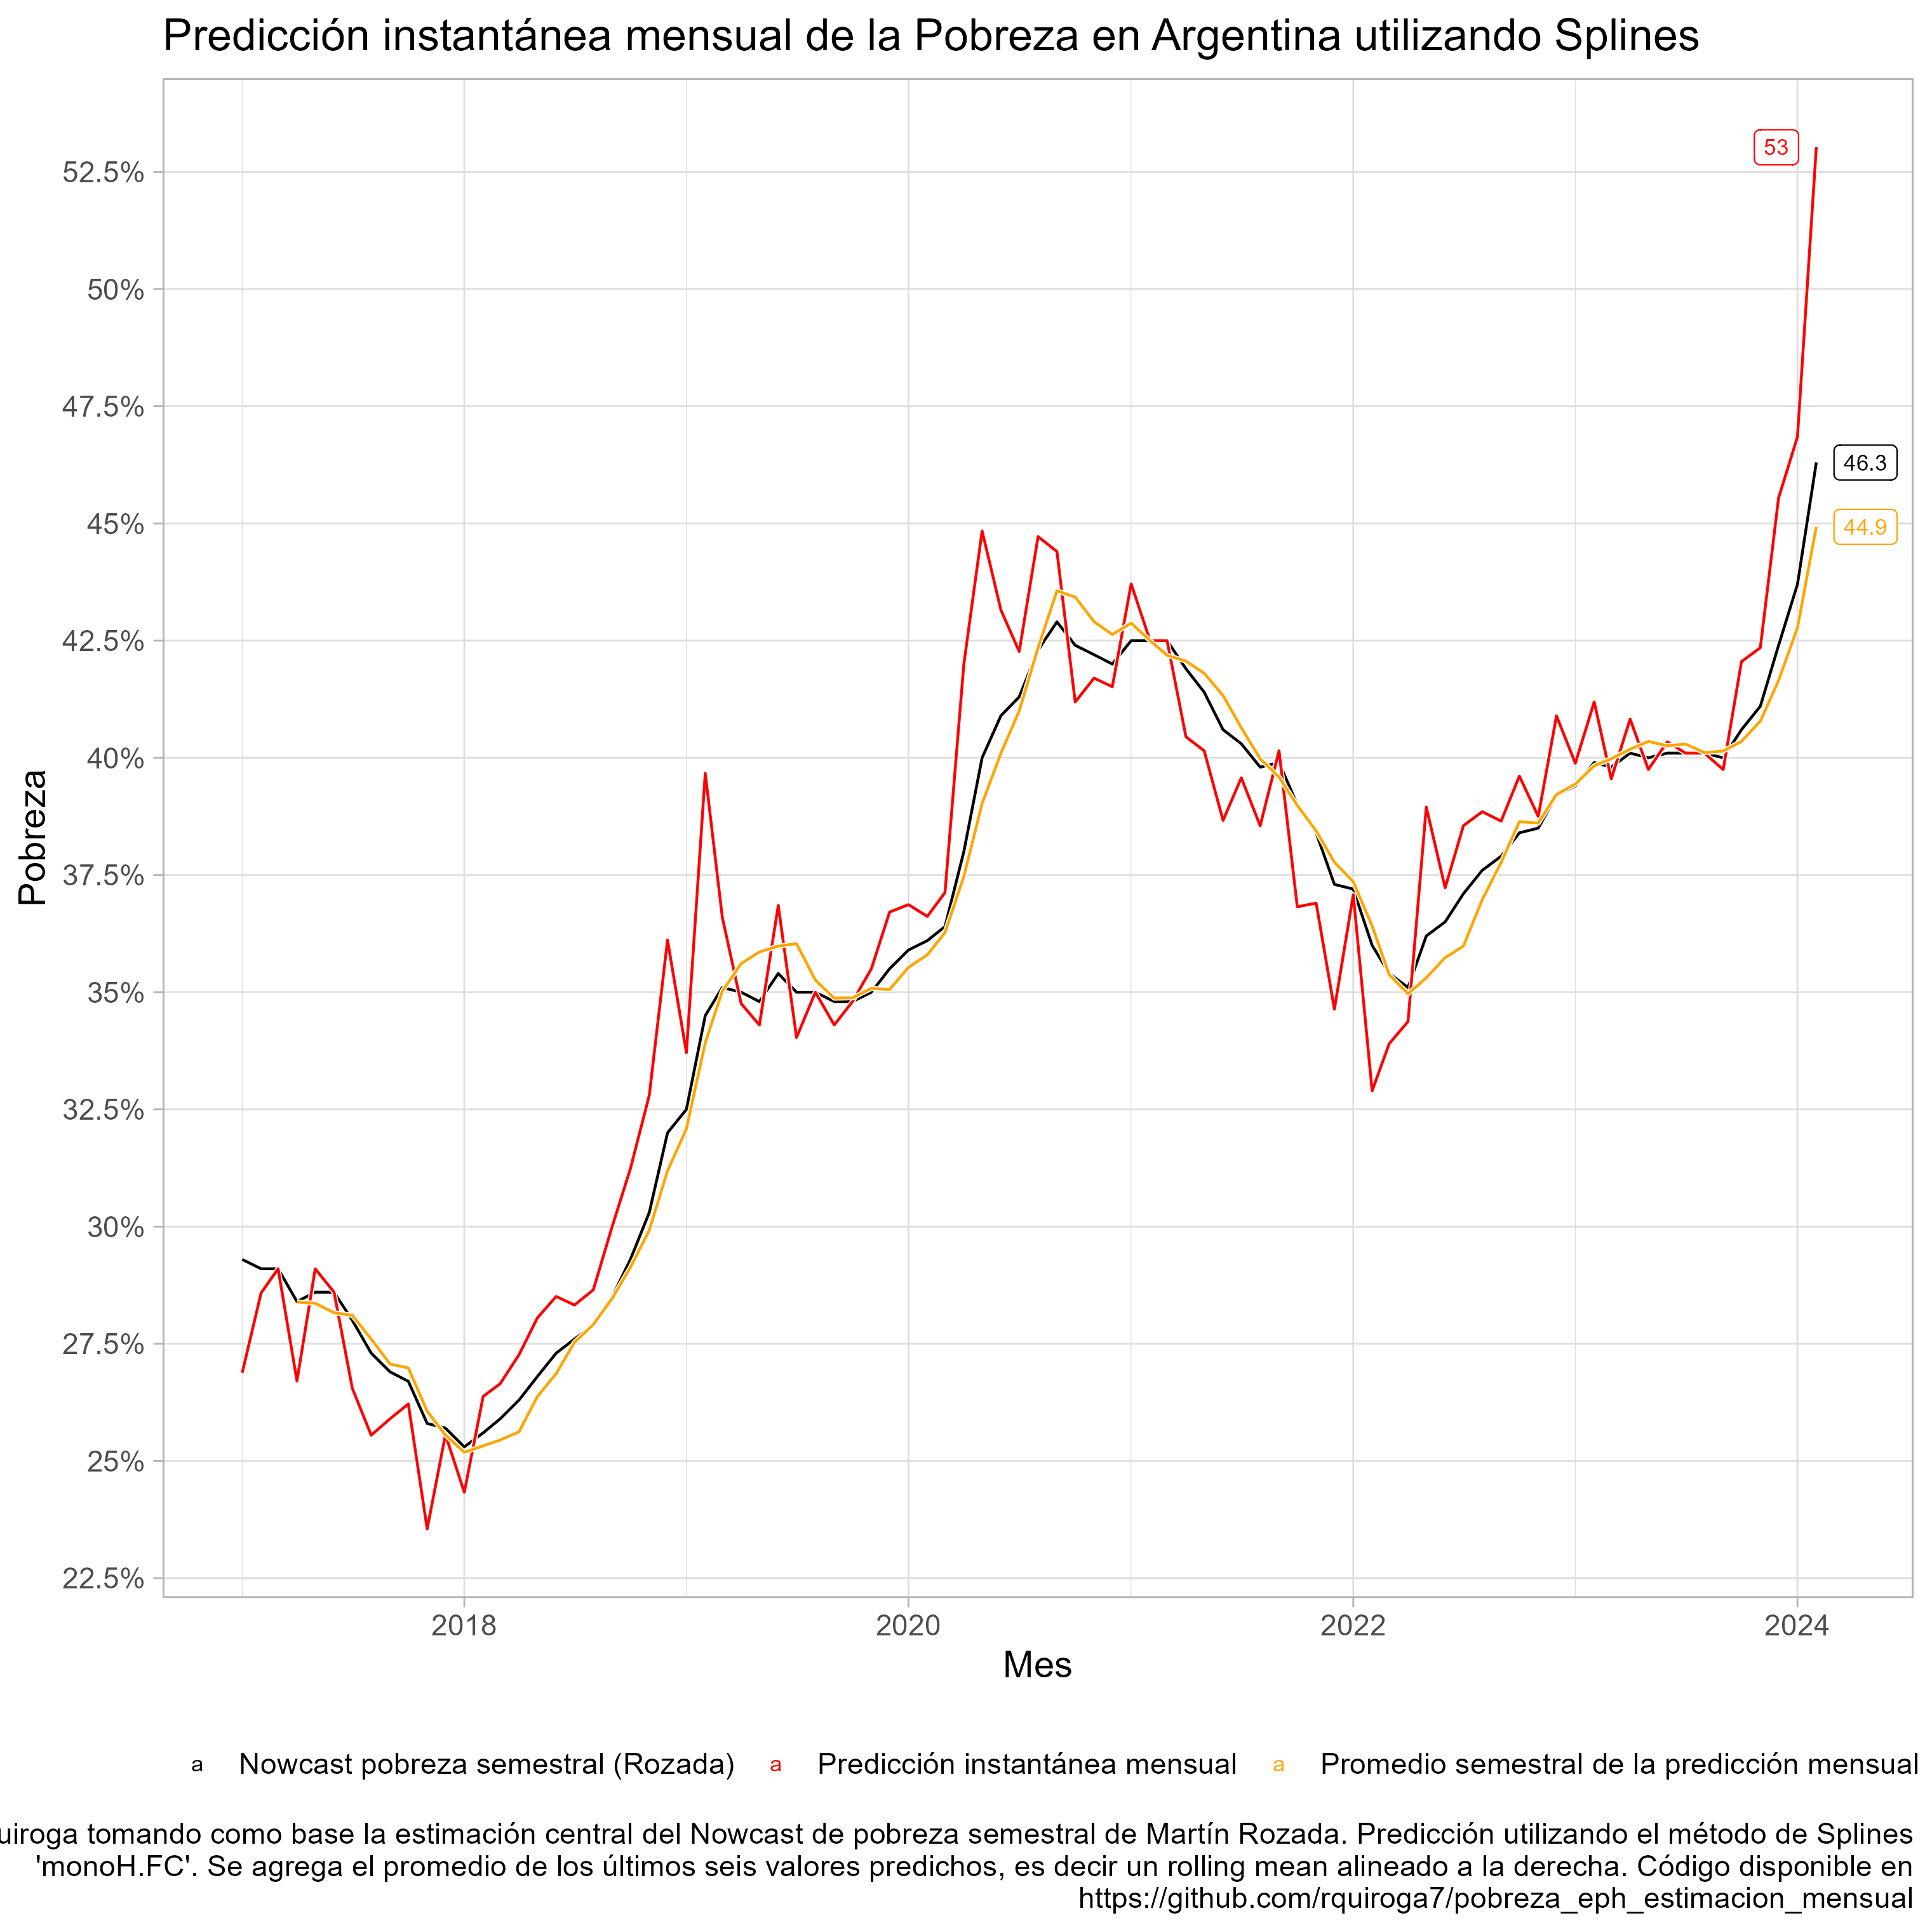 Predicción instantánea mensual de la Pobreza en Argentina utilizando Splines
52.5%
50%
47.5%
45%
42.5%
40%
37.5%
35%
32.5%
30%
27.5%
25%
22.5%
Pobreza
53
46.3
44.9
2018 2020 2022 2024
Mes
a Nowcast pobreza semestral (Rozada) a Predicción instantánea mensual a Promedio semestral de la predicción mensual
tomando como base la estimación central del Nowcast de pobreza semestral de Martín Rozada. Predicción utilizando el método de Splines
'monoH.FC'. Se agrega el promedio de los últimos seis valores predichos, es decir un rolling mean alineado a la derecha. Código disponible en
https://github.com/rquiroga7/pobreza_eph_estimacion_mensual